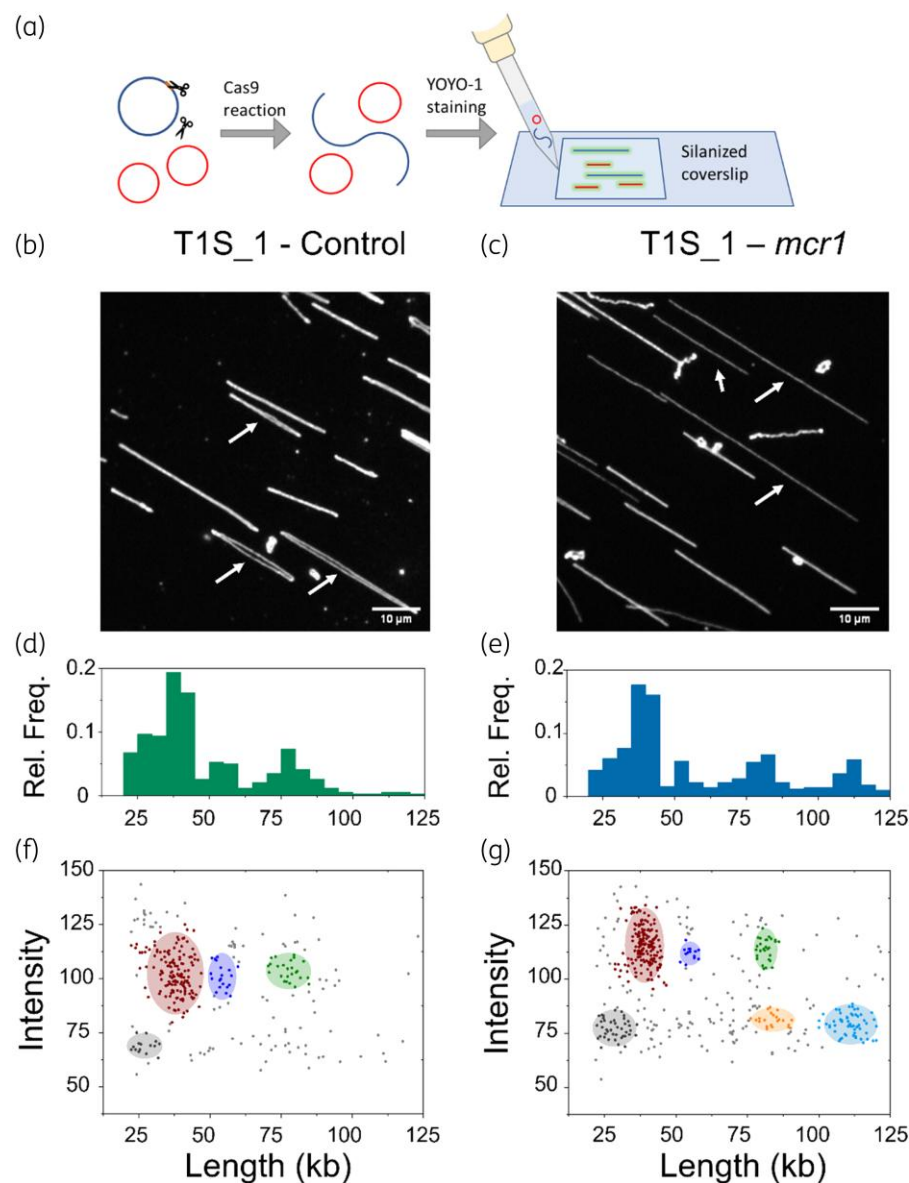 (a)
Cas9
reaction
YOYO-1
staining
Silanized
coverslip
(b) T1S_1 - Control
(c) T1S_1 – mcr1
10 µm
10 µm
(d)
Rel. Freq.
0.2
0.1
0
25 50 75 100 125
(e)
Rel. Freq.
0.2
0.1
0
25 50 75 100 125
(f)
Intensity
150
125
100
75
50
25 50 75 100 125
Length (kb)
(g)
Intensity
150
125
100
75
50
25 50 75 100 125
Length (kb)